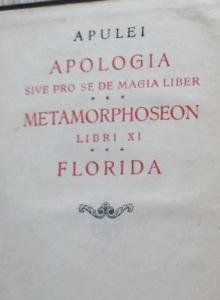 APULEI
APOLOGIA
SIVE PRO SE DE MAGIA LIBER
METAMORPHOSEON
LIBRI XI
FLORIDA